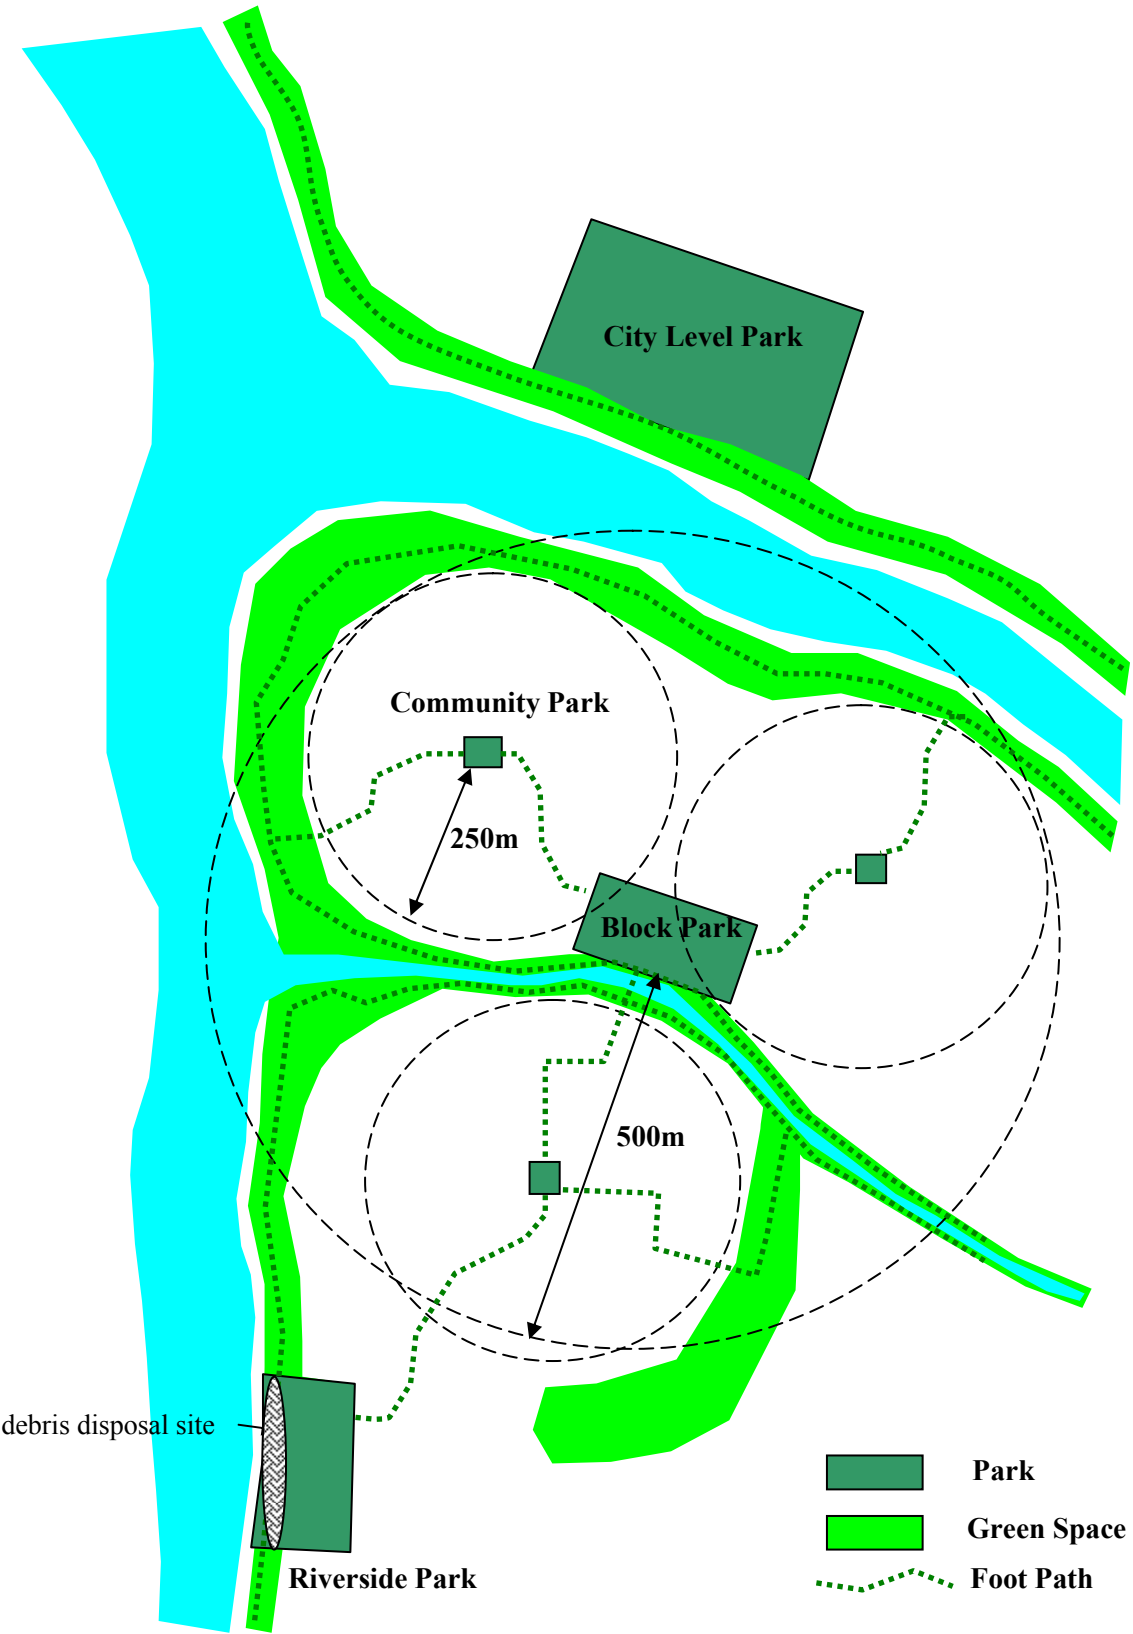 City Level Park
Community Park
250m
Block Park
500m
debris disposal site
Park
Green Space
Riverside Park
Foot Path